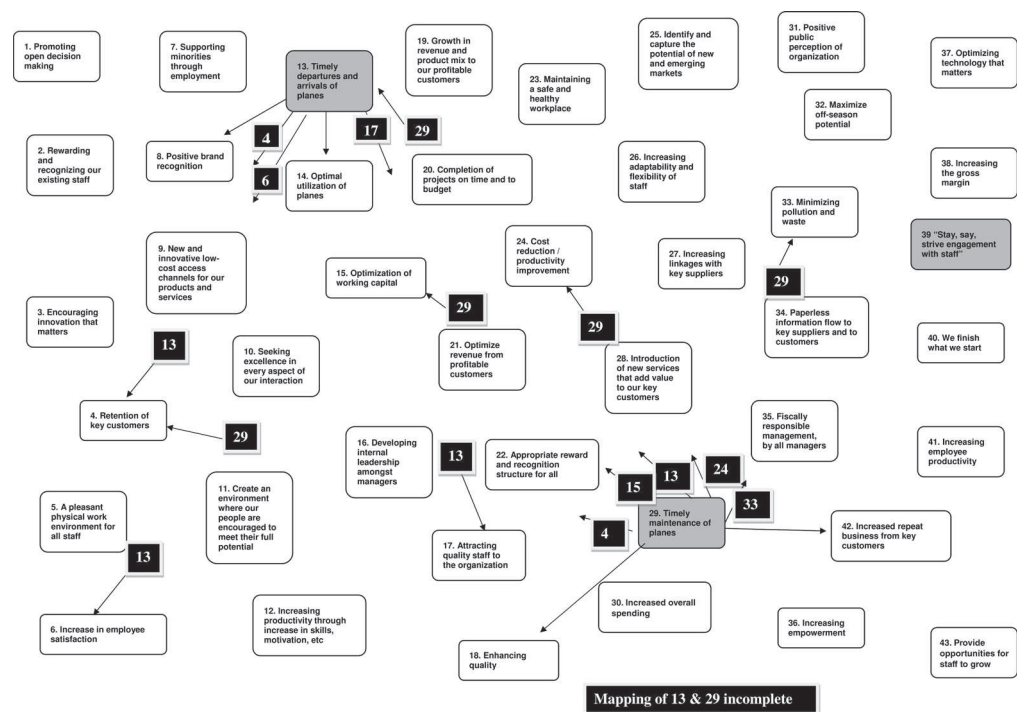 1. Promoting
open decision
making
7. Supporting
minorities
through
employment
13. Timely
departures and
arrivals of
planes
19. Growth in
revenue and
product mix to
our profitable
customers
25. Identify and
capture the
potential of new
and emerging
markets
31. Positive
public
perception of
organization
37. Optimizing
technology that
matters
23. Maintaining
a safe and
healthy
workplace
32. Maximize
off-season
potential
4
17
29
2. Rewarding
and
recognizing our
existing staff
8. Positive brand
recognition
6
14. Optimal
utilization of
planes
20. Completion of
projects on time and to
budget
26. Increasing
adaptability and
flexibility of
staff
38. Increasing
the gross
margin
33. Minimizing
pollution and
waste
39 “Stay, say,
strive engagement
with staff”
9. New and
innovative low-
cost access
channels for our
products and
services
15. Optimization of
working capital
24. Cost
reduction /
productivity
improvement
27. Increasing
linkages with
key suppliers
29
29
29
3. Encouraging
innovation that
matters
34. Paperless
information flow to
key suppliers and to
customers
40. We finish
what we start
13
10. Seeking
excellence in
every aspect of
our interaction
21. Optimize
revenue from
profitable
customers
28. Introduction
of new services
that add value
to our key
customers
4. Retention of
key customers
29
16. Developing
internal
leadership
amongst
managers
13
22. Appropriate reward
and recognition
structure for all
35. Fiscally
responsible
management,
by all managers
41. Increasing
employee
productivity
15
13
24
33
5. A pleasant
physical work
environment for
all staff
11. Create an
environment
where our
people are
encouraged to
meet their full
potential
29. Timely
maintenance of
planes
4
13
17. Attracting
quality staff to
the organization
42. Increased repeat
business from key
customers
6. Increase in employee
satisfaction
12. Increasing
productivity through
increase in skills,
motivation, etc
30. Increased overall
spending
36. Increasing
empowerment
18. Enhancing
quality
43. Provide
opportunities for
staff to grow
Mapping of 13 & 29 incomplete